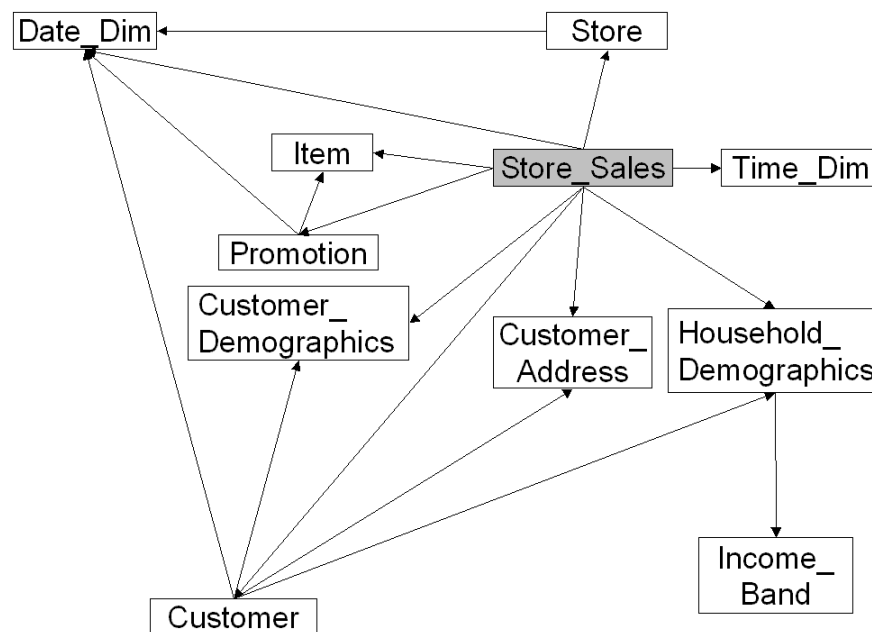 Date_Dim
Store
Item
Store_Sales
Time_Dim
Promotion
Customer_
Demographics
Customer_
Address
Household_
Demographics
Income_
Band
Customer